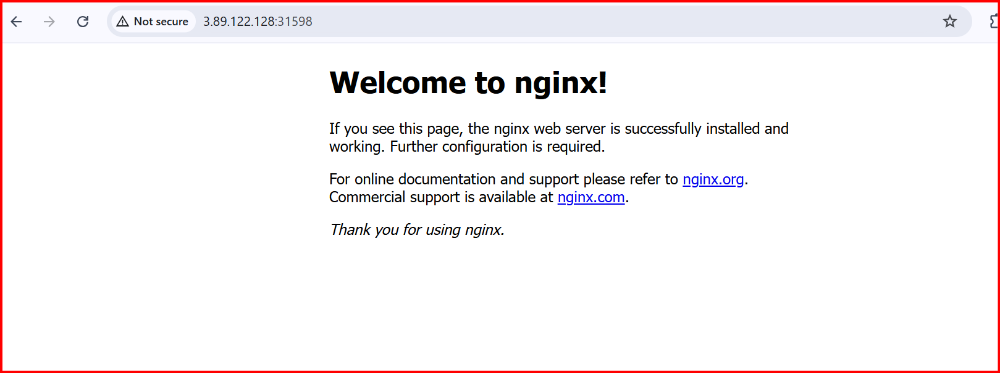 Not secure 3.89.122.128:31598
Welcome to nginx!
If you see this page, the nginx web server is successfully installed and
working. Further configuration is required.
For online documentation and support please refer to nginx.org.
Commercial support is available at nginx.com.
Thank you for using nginx.